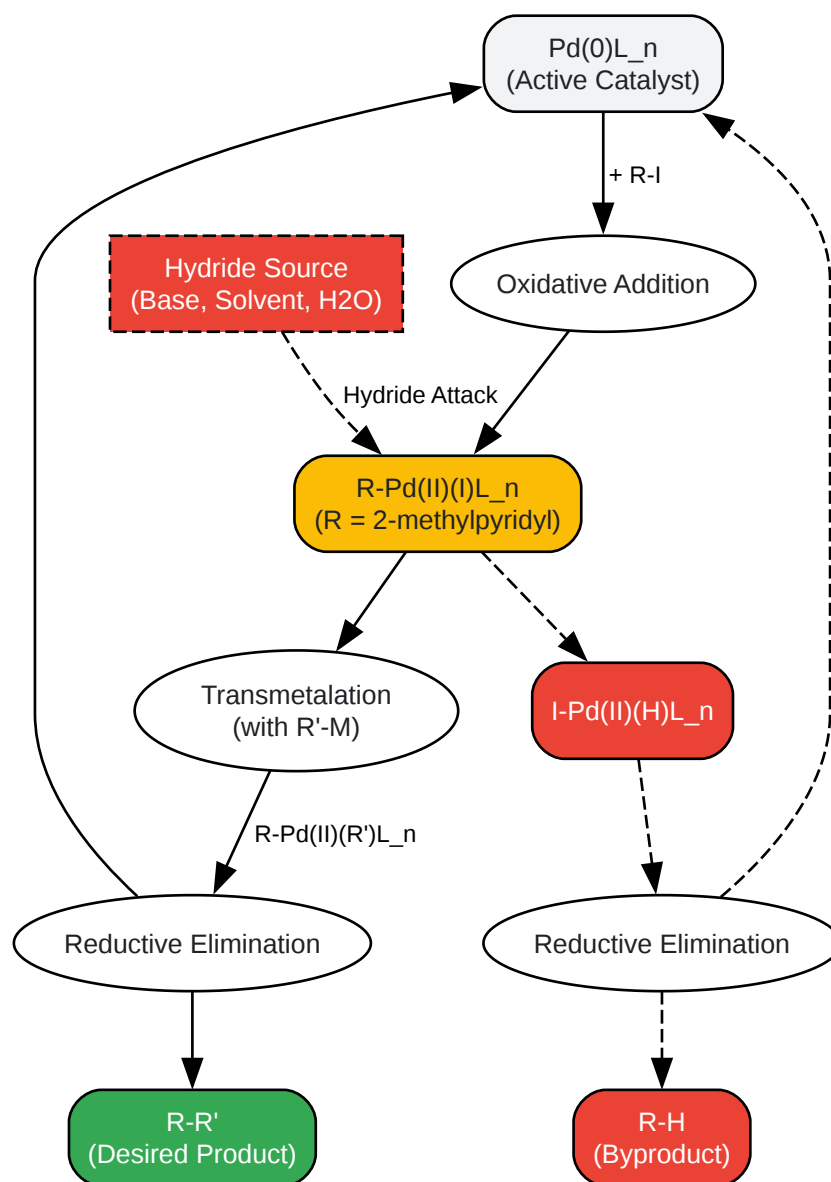 Pd(0)L_n
(Active Catalyst)
+ R-I
Hydride Source
(Base, Solvent, H2O)
Oxidative Addition
Hydride Attack
R-Pd(II)(I)L_n
(R = 2-methylpyridyl)
Transmetalation
(with R'-M)
I-Pd(II)(H)L_n
R-Pd(II)(R')L_n
Reductive Elimination
Reductive Elimination
R-R'
(Desired Product)
R-H
(Byproduct)